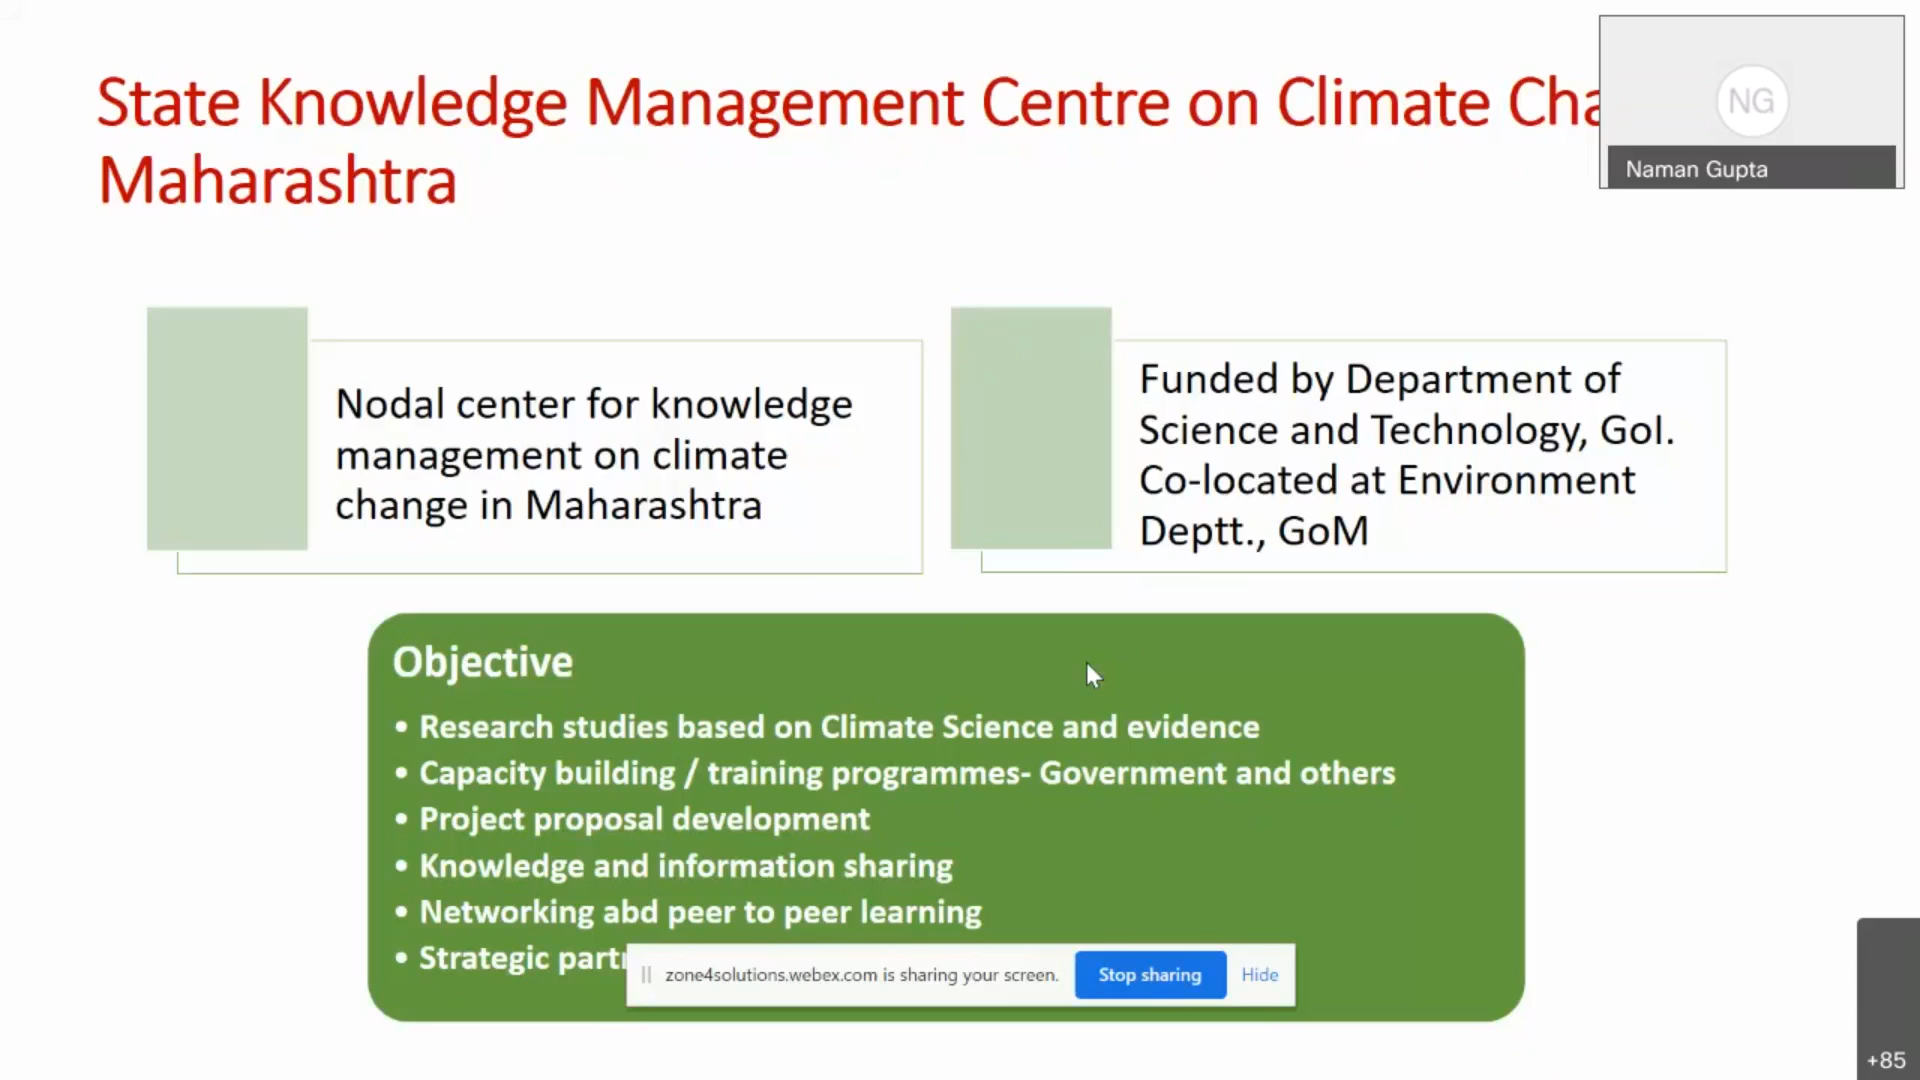 State Knowledge Management Centre on Climate
Maharashtra
NG
Naman Gupta
Nodal center for knowledge
management on climate
change in Maharashtra
Funded by Department of
Science and Technology, GoI.
Co-located at Environment
Deptt., GoM
Objective
• Research studies based on Climate Science and evidence
• Capacity building / training programmes- Government and others
• Project proposal development
• Knowledge and information sharing
• Networking abd peer to peer learning
• Strategic
zone4solutions.webex.com is sharing your screen.
Stop sharing
Hide
+85